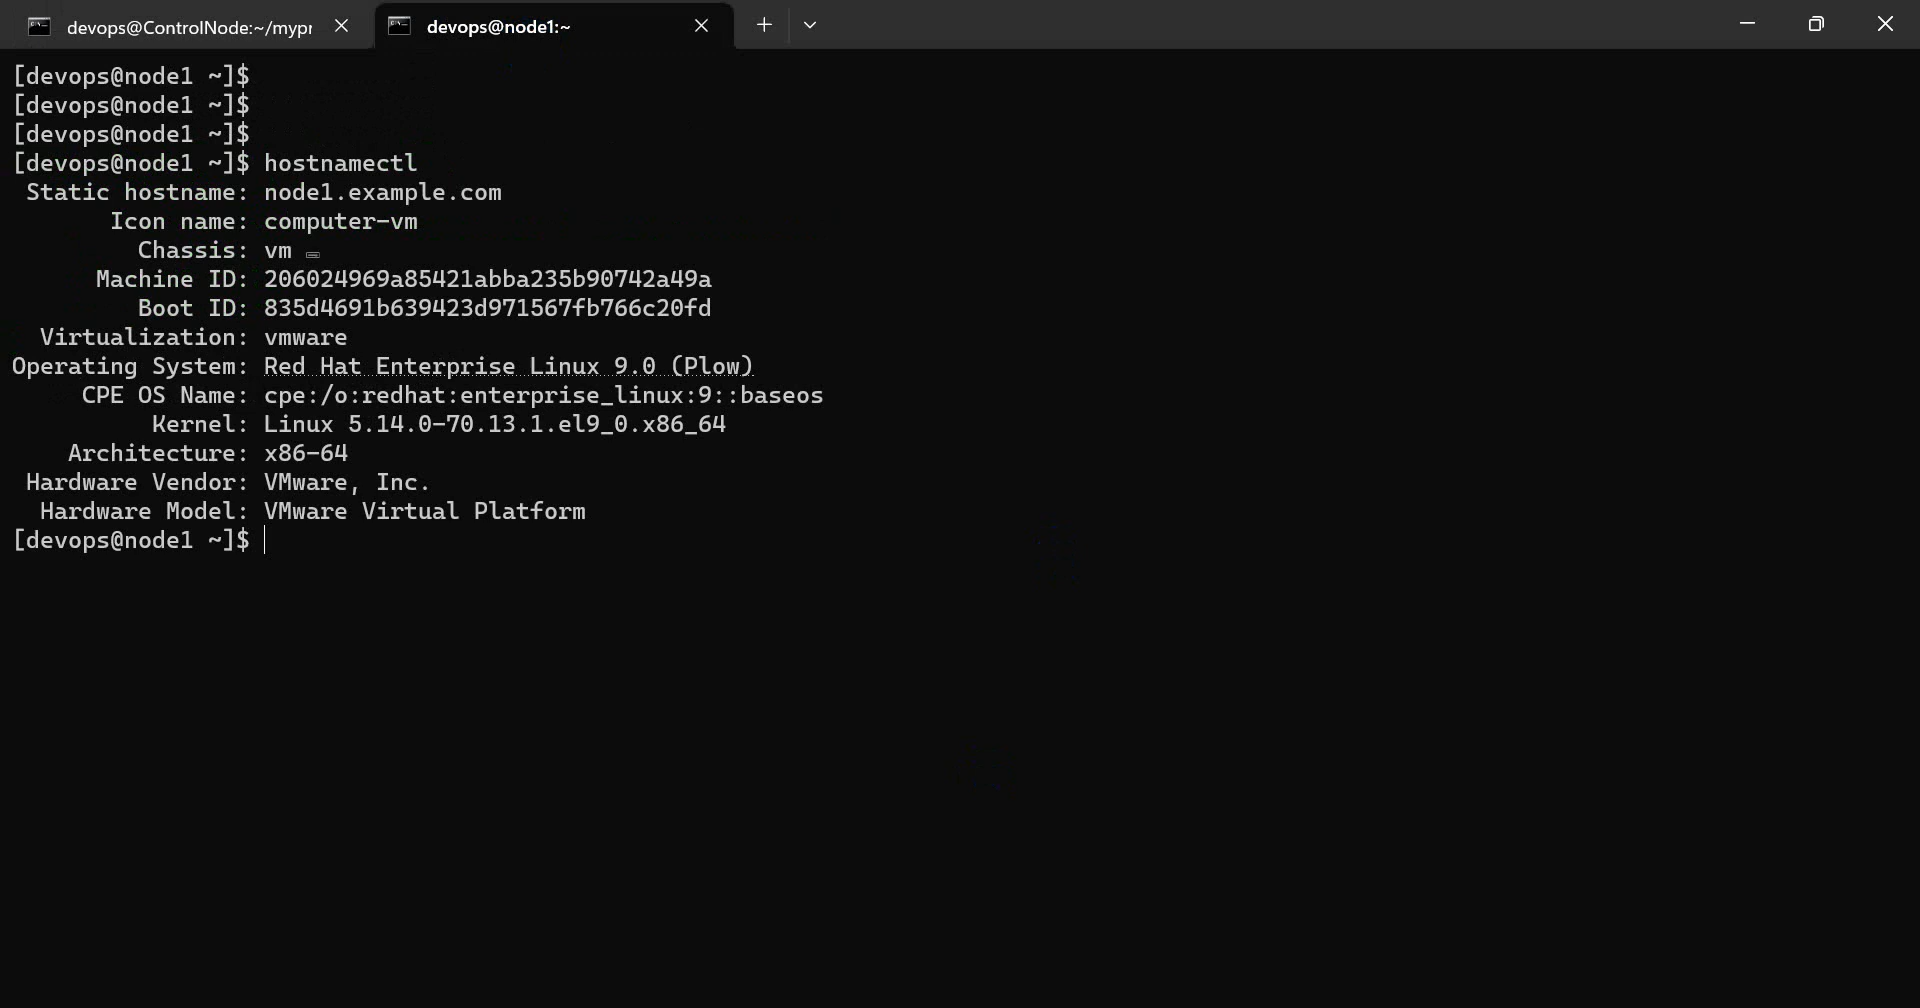 devops@ControlNode:~/mypr
devops@node1:~
[devops@node1 ~]$
[devops@node1 ~]$
[devops@node1 ~]$
[devops@node1 ~]$ hostnamectl
Static hostname: node1.example.com
Icon name: computer-vm
Chassis: vm
Machine ID: 206024969a85421abba235b90742a49a
Boot ID: 835d4691b639423d971567fb766c20fd
Virtualization: vmware
Operating System: Red Hat Enterprise Linux 9.0 (Plow)
CPE OS Name: cpe:/o:redhat:enterprise_linux:9::baseos
Kernel: Linux 5.14.0-70.13.1.el9_0.x86_64
Architecture: x86-64
Hardware Vendor: VMware, Inc.
Hardware Model: VMware Virtual Platform
[devops@node1 ~]$